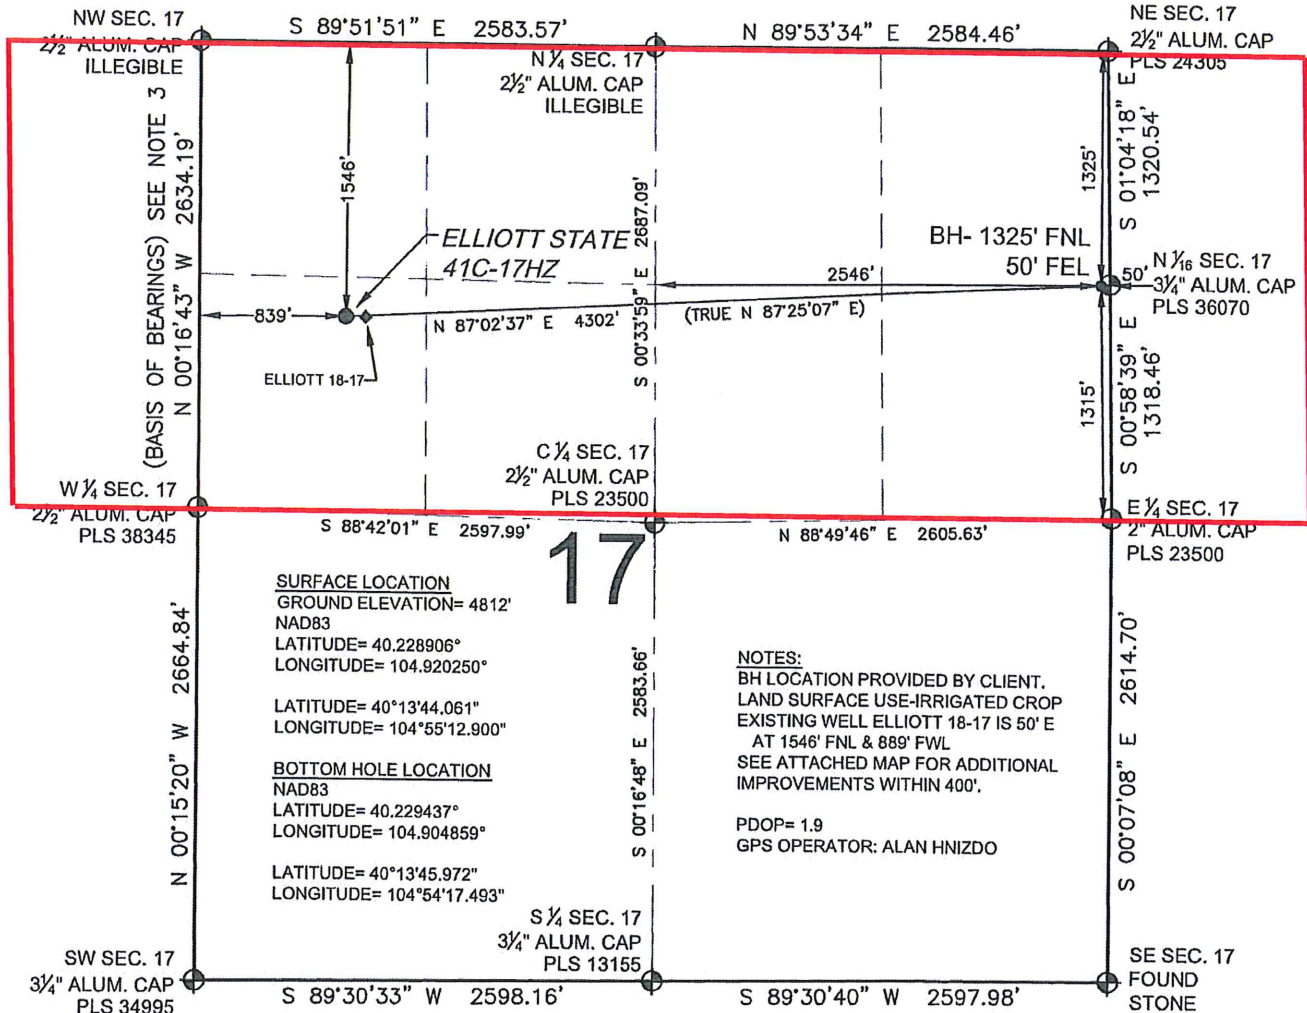 NW SEC. 17
2½" ALUM. CAP
ILLEGIBLE
S 89°51'51" E 2583.57'
N ¼ SEC. 17
2½" ALUM. CAP
ILLEGIBLE
N 89°53'34" E 2584.46'
NE SEC. 17
2½" ALUM. CAP
PLS 24305
(BASIS OF BEARINGS) SEE NOTE 3
N 00°16'43" W 2634.19'
1546'
ELLIOTT STATE
41C-17HZ
839'
ELLIOTT 18-17
N 87°02'37" E 4302'
(TRUE N 87°25'07" E)
S 00°33'59" E 2687.09'
2546'
BH- 1325' FNL
50' FEL
1325'
S 01°04'18" E
1320.54'
50'
N 1⁄16 SEC. 17
3¼" ALUM. CAP
PLS 36070
1315'
S 00°58'39" E
1318.46'
W ¼ SEC. 17
2½" ALUM. CAP
PLS 38345
C ¼ SEC. 17
2½" ALUM. CAP
PLS 23500
E ¼ SEC. 17
2" ALUM. CAP
PLS 23500
S 88°42'01" E 2597.99'
N 88°49'46" E 2605.63'
17
N 00°15'20" W 2664.84'
SURFACE LOCATION
GROUND ELEVATION= 4812'
NAD83
LATITUDE= 40.228906°
LONGITUDE= 104.920250°
LATITUDE= 40°13'44.061"
LONGITUDE= 104°55'12.900"
BOTTOM HOLE LOCATION
NAD83
LATITUDE= 40.229437°
LONGITUDE= 104.904859°
LATITUDE= 40°13'45.972"
LONGITUDE= 104°54'17.493"
S 00°16'48" E 2583.66'
NOTES:
BH LOCATION PROVIDED BY CLIENT.
LAND SURFACE USE-IRRIGATED CROP
EXISTING WELL ELLIOTT 18-17 IS 50' E
AT 1546' FNL & 889' FWL
SEE ATTACHED MAP FOR ADDITIONAL
IMPROVEMENTS WITHIN 400'.
PDOP= 1.9
GPS OPERATOR: ALAN HNIZDO
S 00°07'08" E 2614.70'
SW SEC. 17
3¼" ALUM. CAP
PLS 34995
S 89°30'33" W 2598.16'
S ¼ SEC. 17
3¼" ALUM. CAP
PLS 13155
S 89°30'40" W 2597.98'
SE SEC. 17
FOUND
STONE